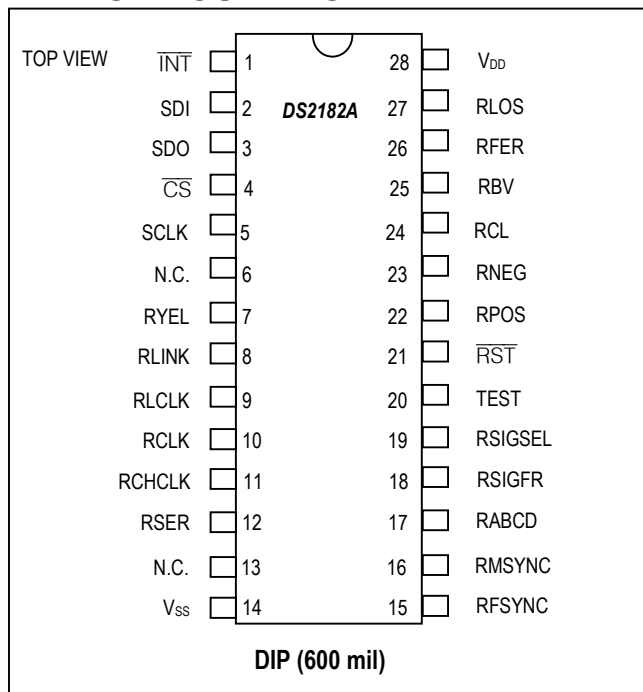 TOP VIEW
I̅N̅T̅ 1 28 VDD
SDI 2 DS2182A 27 RLOS
SDO 3 26 RFER
C̅S̅ 4 25 RBV
SCLK 5 24 RCL
N.C. 6 23 RNEG
RYEL 7 22 RPOS
RLINK 8 21 R̅S̅T̅
RLCLK 9 20 TEST
RCLK 10 19 RSIGSEL
RCHCLK 11 18 RSIGFR
RSER 12 17 RABCD
N.C. 13 16 RMSYNC
VSS 14 15 RFSYNC
DIP (600 mil)